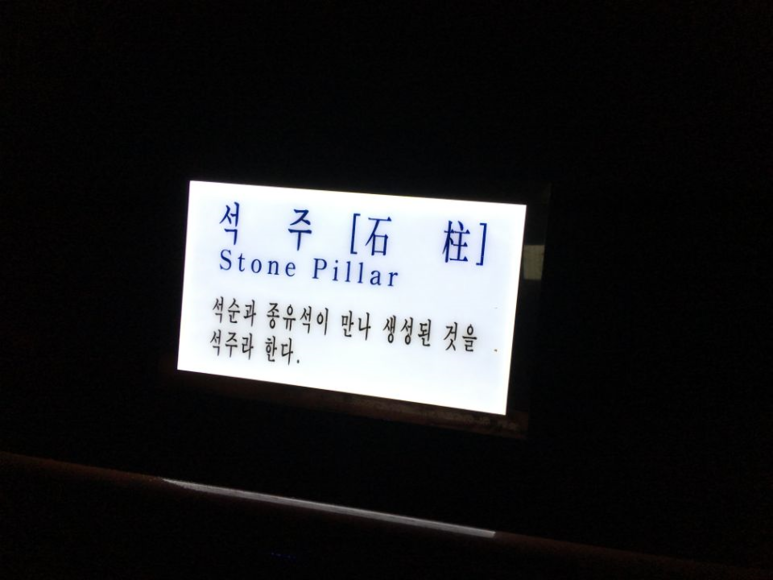 석 주 [石 柱]
Stone Pillar
석순과 종유석이 만나 생성된 것을
석주라 한다.